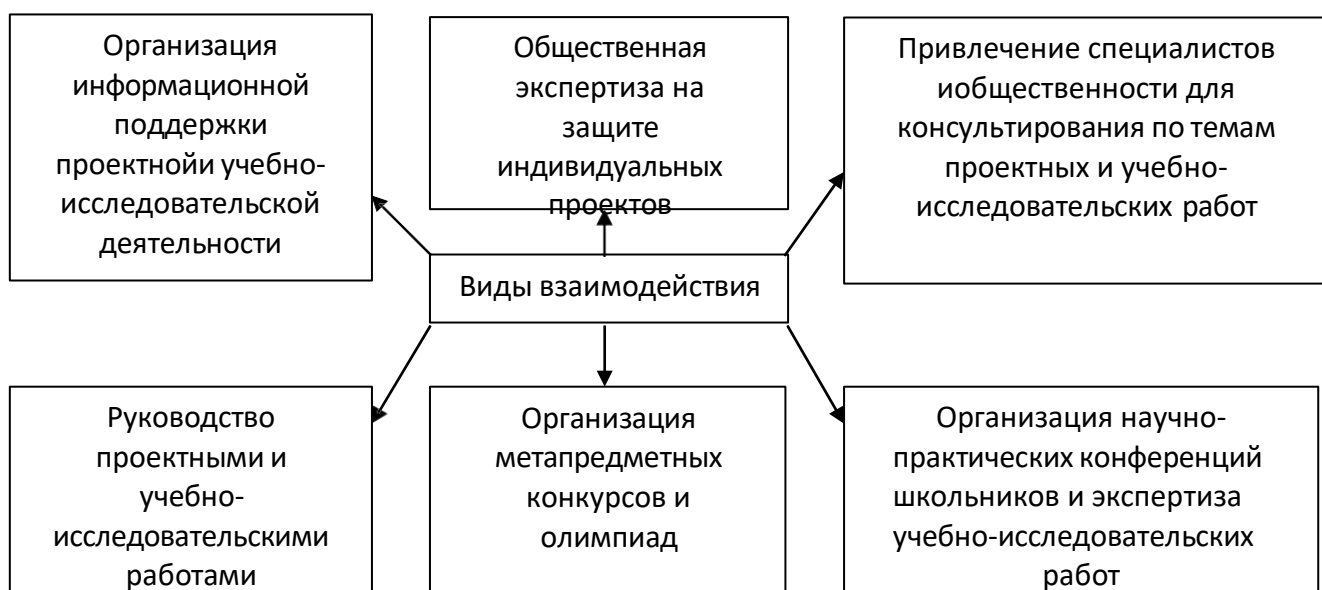 Организация
информационной
поддержки
проектнойи учебно-
исследовательской
деятельности
Общественная
экспертиза на
защите
индивидуальных
проектов
Привлечение специалистов
иобщественности для
консультирования по темам
проектных и учебно-
исследовательских работ
Виды взаимодействия
Руководство
проектными и
учебно-
исследовательскими
работами
Организация
метапредметных
конкурсов и
олимпиад
Организация научно-
практических конференций
школьников и экспертиза
учебно-исследовательских
работ